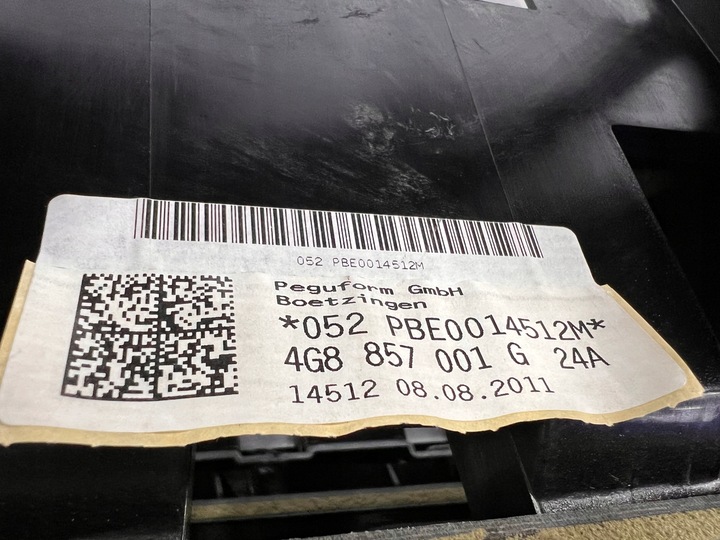 052 PBE0014512M
Peguform GmbH
Boetzingen
*052 PBE0014512M*
4G8 857 001 G 24A
14512 08.08.2011